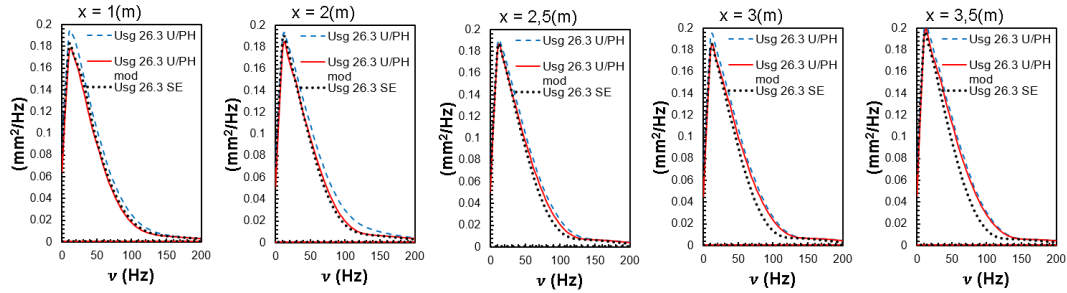 x = 1(m)
(mm²/Hz)
0.2
0.18
0.16
0.14
0.12
0.1
0.08
0.06
0.04
0.02
0
Usg 26.3 U/PH
Usg 26.3 U/PH
mod
Usg 26.3 SE
0 50 100 150 200
ν (Hz)
x = 2(m)
(mm²/Hz)
0.2
0.18
0.16
0.14
0.12
0.1
0.08
0.06
0.04
0.02
0
Usg 26.3 U/PH
Usg 26.3 U/PH
mod
Usg 26.3 SE
0 50 100 150 200
ν (Hz)
x = 2,5(m)
(mm²/Hz)
0.2
0.18
0.16
0.14
0.12
0.1
0.08
0.06
0.04
0.02
0
Usg 26.3 U/PH
Usg 26.3 U/PH
mod
Usg 26.3 SE
0 50 100 150 200
ν (Hz)
x = 3(m)
(mm²/Hz)
0.2
0.18
0.16
0.14
0.12
0.1
0.08
0.06
0.04
0.02
0
Usg 26.3 U/PH
Usg 26.3 U/PH
mod
Usg 26.3 SE
0 50 100 150 200
ν (Hz)
x = 3,5(m)
(mm²/Hz)
0.2
0.18
0.16
0.14
0.12
0.1
0.08
0.06
0.04
0.02
0
Usg 26.3 U/PH
Usg 26.3 U/PH
mod
Usg 26.3 SE
0 50 100 150 200
ν (Hz)